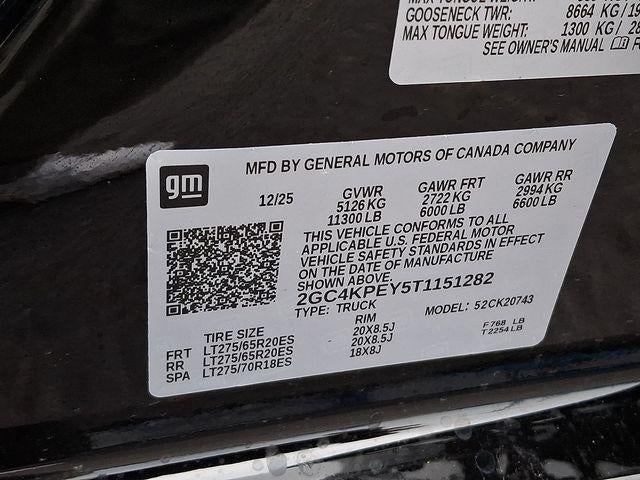 GOOSENECK TWR: 8664 KG/19
MAX TONGUE WEIGHT: 1300 KG/ 28
SEE OWNER'S MANUAL
gm
MFD BY GENERAL MOTORS OF CANADA COMPANY
12/25
GVWR GAWR FRT GAWR RR
5126 KG 2722 KG 2994 KG
11300 LB 6000 LB 6600 LB
THIS VEHICLE CONFORMS TO ALL
APPLICABLE U.S. FEDERAL MOTOR
VEHICLE SAFETY STANDARDS IN EFFECT
ON THE DATE OF MANUFACTURE
SHOWN ABOVE.
2GC4KPEY5T1151282
TYPE: TRUCK MODEL: 52CK20743
TIRE SIZE RIM
FRT LT275/65R20ES 20X8.5J
RR LT275/65R20ES 20X8.5J
SPA LT275/70R18ES 18X8J
F768 LB
T2254LB